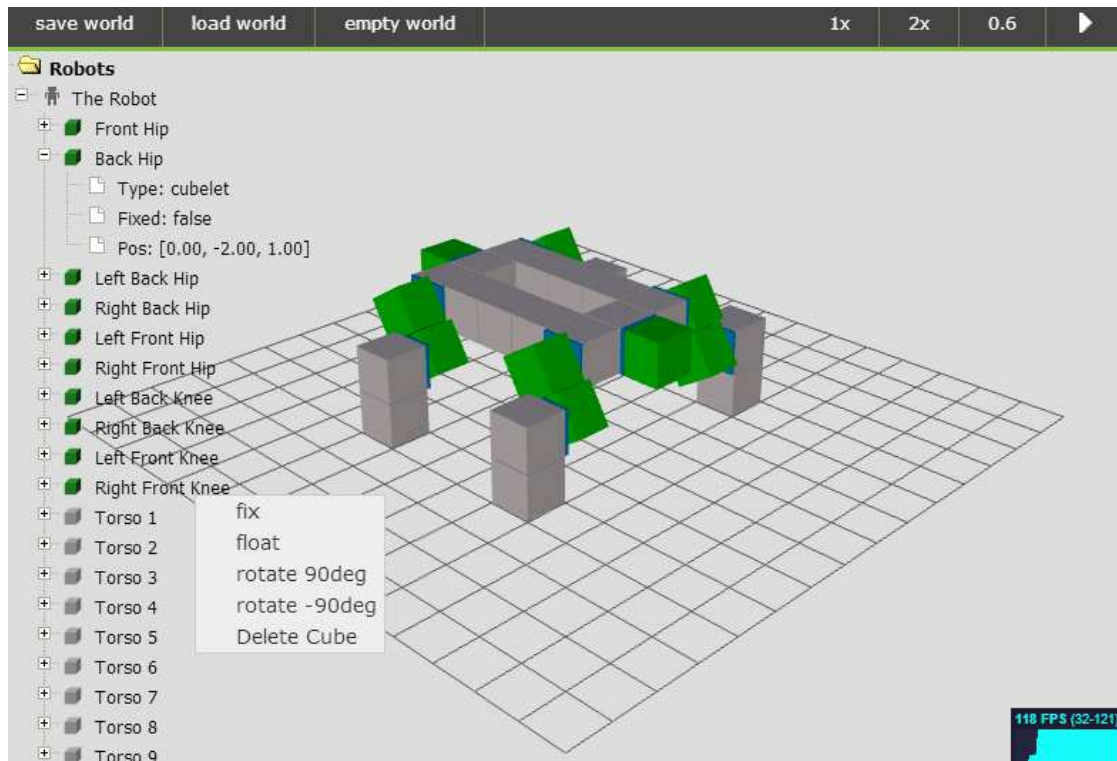 save world load world empty world 1x 2x 0.6
Robots
The Robot
Front Hip
Back Hip
Type: cubelet
Fixed: false
Pos: [0.00, -2.00, 1.00]
Left Back Hip
Right Back Hip
Left Front Hip
Right Front Hip
Left Back Knee
Right Back Knee
Left Front Knee
Right Front Knee
Torso 1
Torso 2
Torso 3
Torso 4
Torso 5
Torso 6
Torso 7
Torso 8
Torso 9
fix
float
rotate 90deg
rotate -90deg
Delete Cube
118 FPS (32-121)